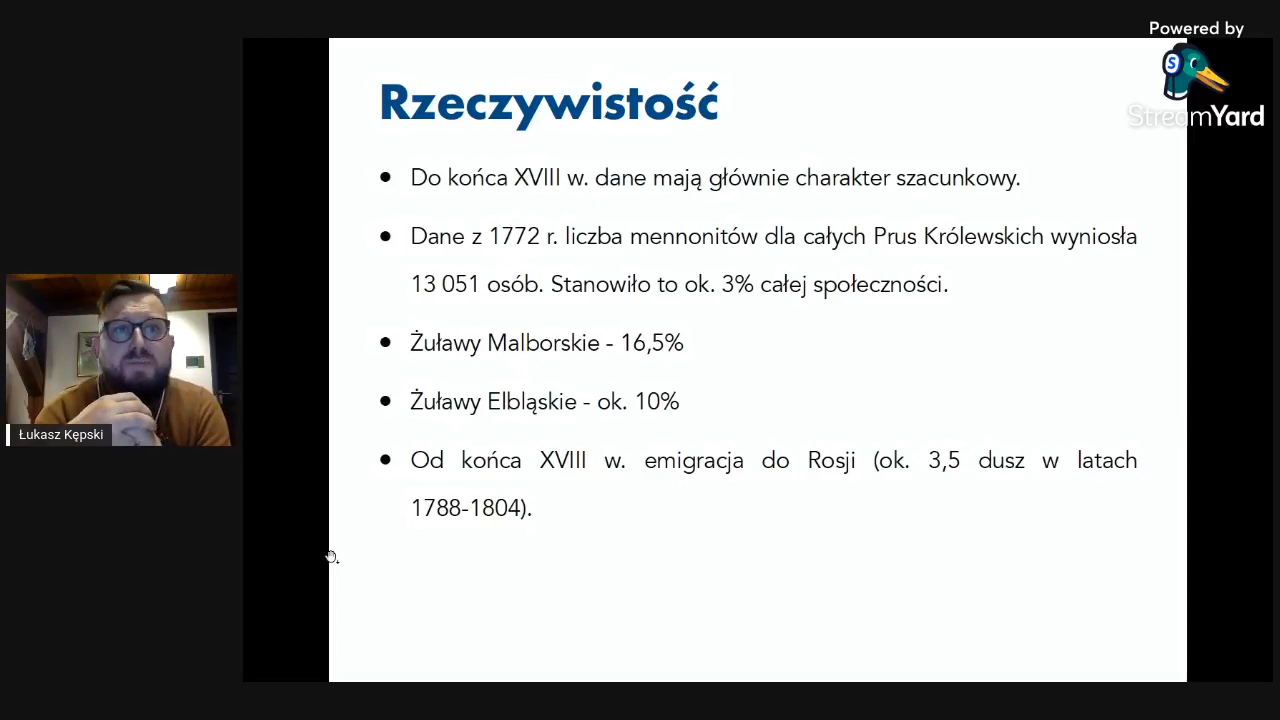 Powered by
StreamYard
Rzeczywistość
Do końca XVIII w. dane mają głównie charakter szacunkowy.
Dane z 1772 r. liczba mennonitów dla całych Prus Królewskich wyniosła
13 051 osób. Stanowiło to ok. 3% całej społeczności.
Żuławy Malborskie - 16,5%
Żuławy Elbląskie - ok. 10%
Od końca XVIII w. emigracja do Rosji (ok. 3,5 dusz w latach
1788-1804).
Łukasz Kępski